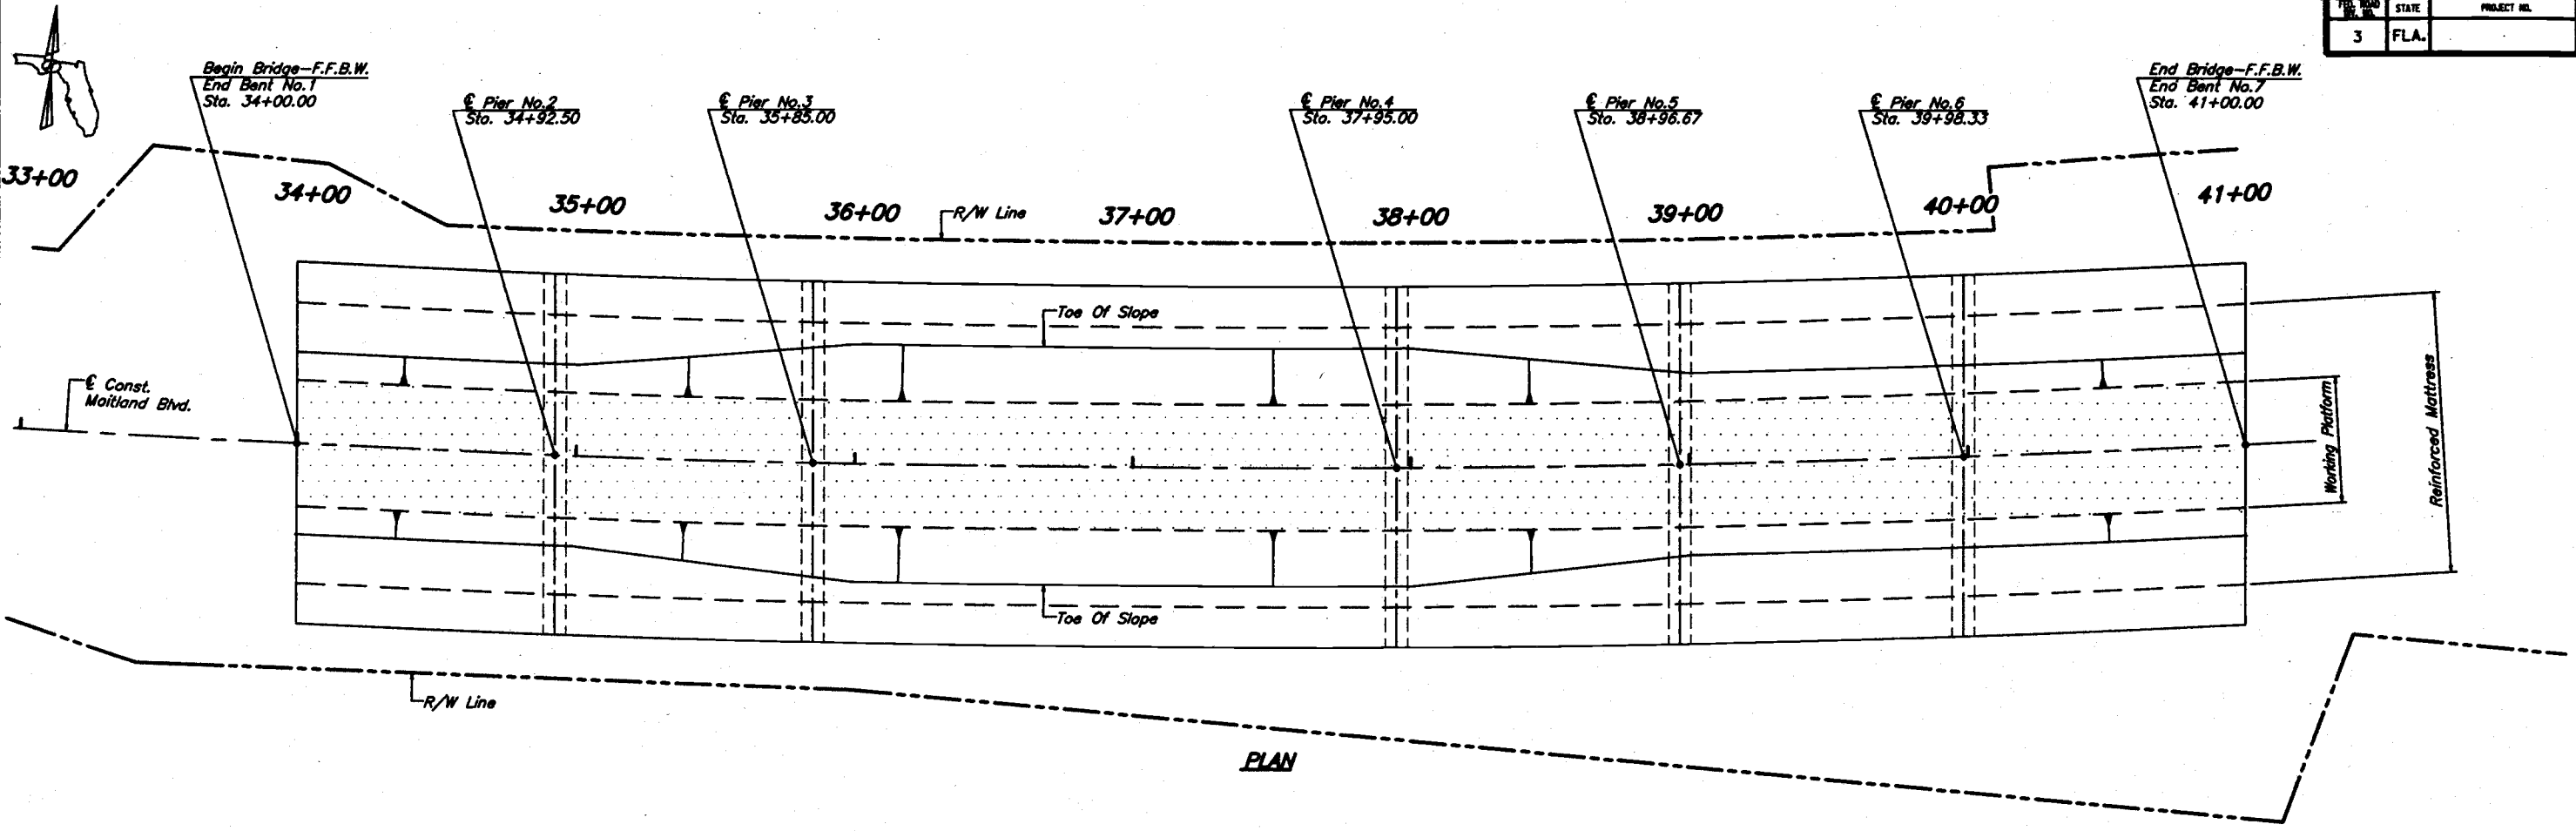 FED. ROAD DIV. NO.
STATE
PROJECT NO.
3
FLA.
Begin Bridge-F.F.B.W.
End Bent No.1
Sta. 34+00.00
℄ Pier No.2
Sta. 34+92.50
℄ Pier No.3
Sta. 35+85.00
℄ Pier No.4
Sta. 37+95.00
℄ Pier No.5
Sta. 38+96.67
℄ Pier No.6
Sta. 39+98.33
End Bridge-F.F.B.W.
End Bent No.7
Sta. 41+00.00
33+00
34+00
35+00
36+00
R/W Line
37+00
38+00
39+00
40+00
41+00
Toe Of Slope
℄ Const.
Maitland Blvd.
Working Platform
Reinforced Matress
Toe Of Slope
R/W Line
PLAN